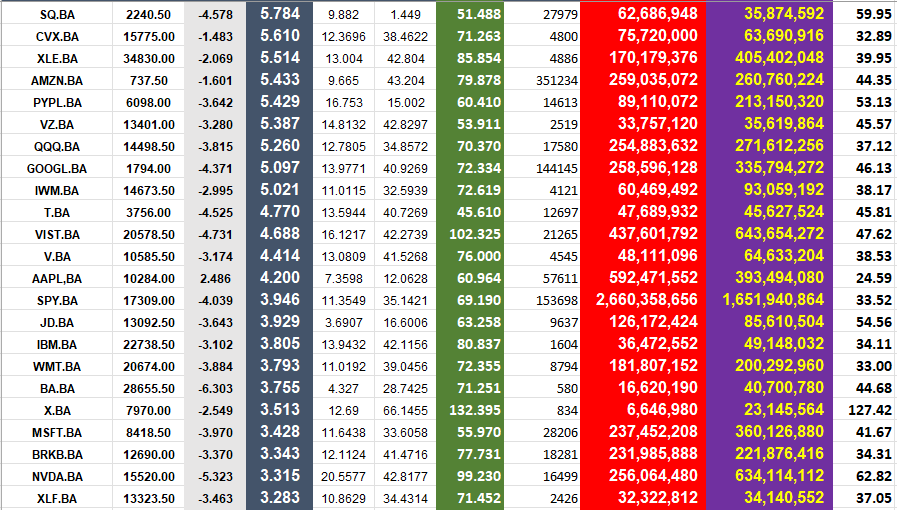 SQ.BA 2240.50 -4.578 5.784 9.882 1.449 51.488 27979 62,686,948 35,874,592 59.95
CVX.BA 15775.00 -1.483 5.610 12.3696 38.4622 71.263 4800 75,720,000 63,690,916 32.89
XLE.BA 34830.00 -2.069 5.514 13.004 42.804 85.854 4886 170,179,376 405,402,048 39.95
AMZN.BA 737.50 -1.601 5.433 9.665 43.204 79.878 351234 259,035,072 260,760,224 44.35
PYPL.BA 6098.00 -3.642 5.429 16.753 15.002 60.410 14613 89,110,072 213,150,320 53.13
VZ.BA 13401.00 -3.280 5.387 14.8132 42.8297 53.911 2519 33,757,120 35,619,864 45.57
QQQ.BA 14498.50 -3.815 5.260 12.7805 34.8572 70.370 17580 254,883,632 271,612,256 37.12
GOOGL.BA 1794.00 -4.371 5.097 13.9771 40.9269 72.334 144145 258,596,128 335,794,272 46.13
IWM.BA 14673.50 -2.995 5.021 11.0115 32.5939 72.619 4121 60,469,492 93,059,192 38.17
T.BA 3756.00 -4.525 4.770 13.5944 40.7269 45.610 12697 47,689,932 45,627,524 45.81
VIST.BA 20578.50 -4.731 4.688 16.1217 42.2739 102.325 21265 437,601,792 643,654,272 47.62
V.BA 10585.50 -3.174 4.414 13.0809 41.5268 76.000 4545 48,111,096 64,633,204 38.53
AAPL,BA 10284.00 2.486 4.200 7.3598 12.0628 60.964 57611 592,471,552 393,494,080 24.59
SPY.BA 17309.00 -4.039 3.946 11.3549 35.1421 69.190 153698 2,660,358,656 1,651,940,864 33.52
JD.BA 13092.50 -3.643 3.929 3.6907 16.6006 63.258 9637 126,172,424 85,610,504 54.56
IBM.BA 22738.50 -3.102 3.805 13.9432 42.1156 80.837 1604 36,472,552 49,148,032 34.11
WMT.BA 20674.00 -3.884 3.793 11.0192 39.0456 72.355 8794 181,807,152 200,292,960 33.00
BA.BA 28655.50 -6.303 3.755 4.327 28.7425 71.251 580 16,620,190 40,700,780 44.68
X.BA 7970.00 -2.549 3.513 12.69 66.1455 132.395 834 6,646,980 23,145,564 127.42
MSFT.BA 8418.50 -3.970 3.428 11.6438 33.6058 55.970 28206 237,452,208 360,126,880 41.67
BRKB.BA 12690.00 -3.370 3.343 12.1124 41.4716 77.731 18281 231,985,888 221,876,416 34.31
NVDA.BA 15520.00 -5.323 3.315 20.5577 42.8177 99.230 16499 256,064,480 634,114,112 62.82
XLF.BA 13323.50 -3.463 3.283 10.8629 34.4314 71.452 2426 32,322,812 34,140,552 37.05